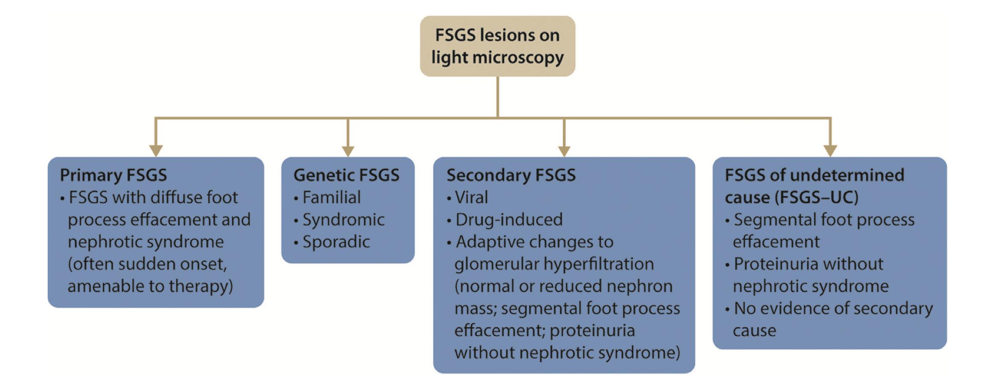 FSGS lesions on
light microscopy
Primary FSGS
• FSGS with diffuse foot
process effacement and
nephrotic syndrome
(often sudden onset,
amenable to therapy)
Genetic FSGS
• Familial
• Syndromic
• Sporadic
Secondary FSGS
• Viral
• Drug-induced
• Adaptive changes to
glomerular hyperfiltration
(normal or reduced nephron
mass; segmental foot process
effacement; proteinuria
without nephrotic syndrome)
FSGS of undetermined
cause (FSGS–UC)
• Segmental foot process
effacement
• Proteinuria without
nephrotic syndrome
• No evidence of secondary
cause